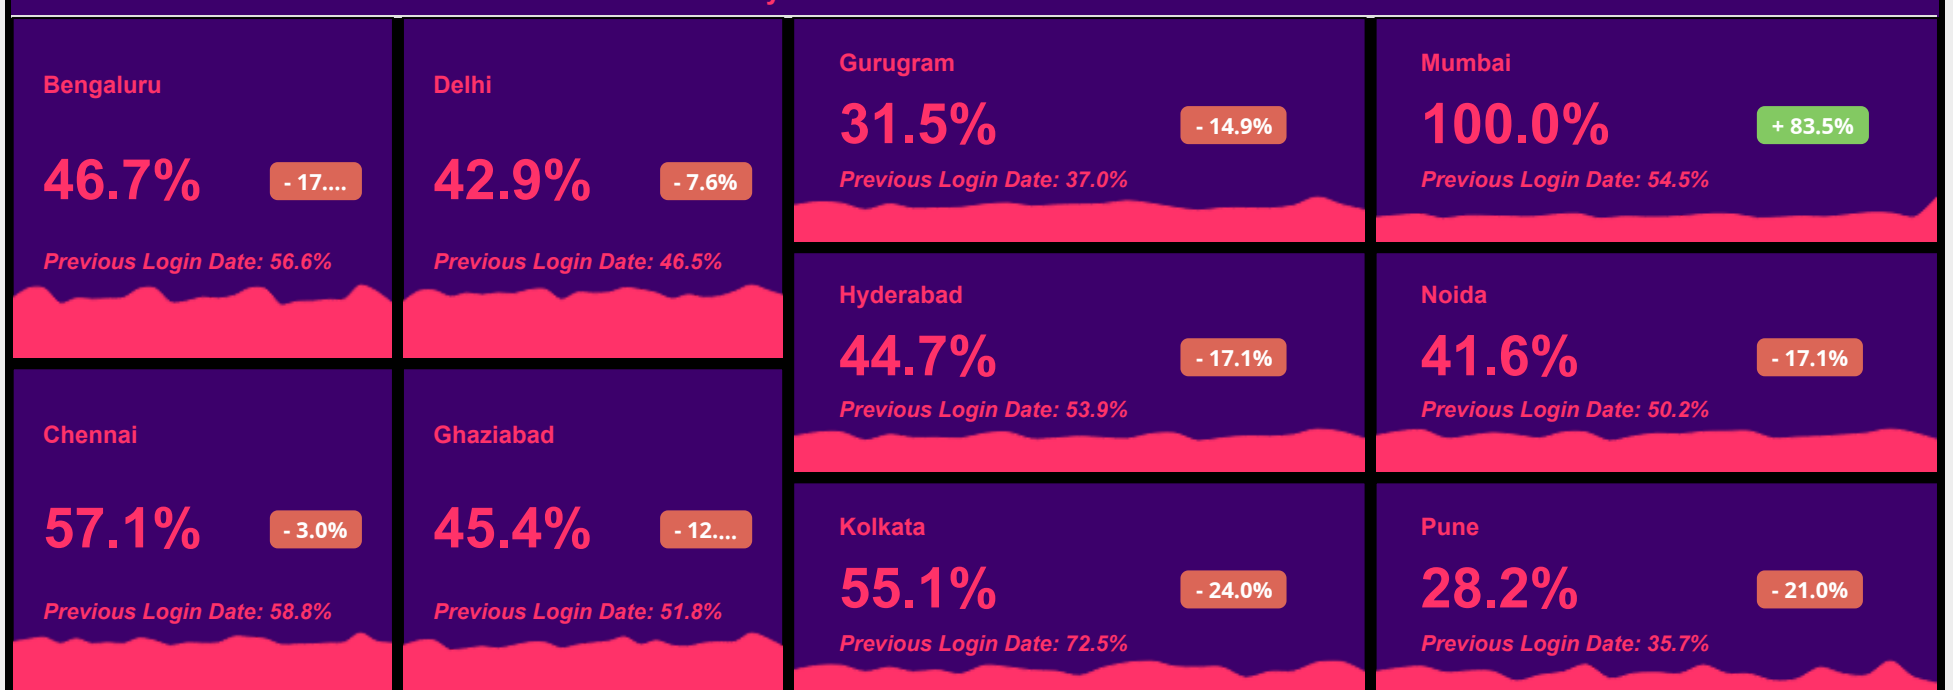 Bengaluru
46.7%
- 17....
Previous Login Date: 56.6%
Delhi
42.9%
- 7.6%
Previous Login Date: 46.5%
Gurugram
31.5%
- 14.9%
Previous Login Date: 37.0%
Mumbai
100.0%
+ 83.5%
Previous Login Date: 54.5%
Hyderabad
44.7%
- 17.1%
Previous Login Date: 53.9%
Noida
41.6%
- 17.1%
Previous Login Date: 50.2%
Chennai
57.1%
- 3.0%
Previous Login Date: 58.8%
Ghaziabad
45.4%
- 12....
Previous Login Date: 51.8%
Kolkata
55.1%
- 24.0%
Previous Login Date: 72.5%
Pune
28.2%
- 21.0%
Previous Login Date: 35.7%